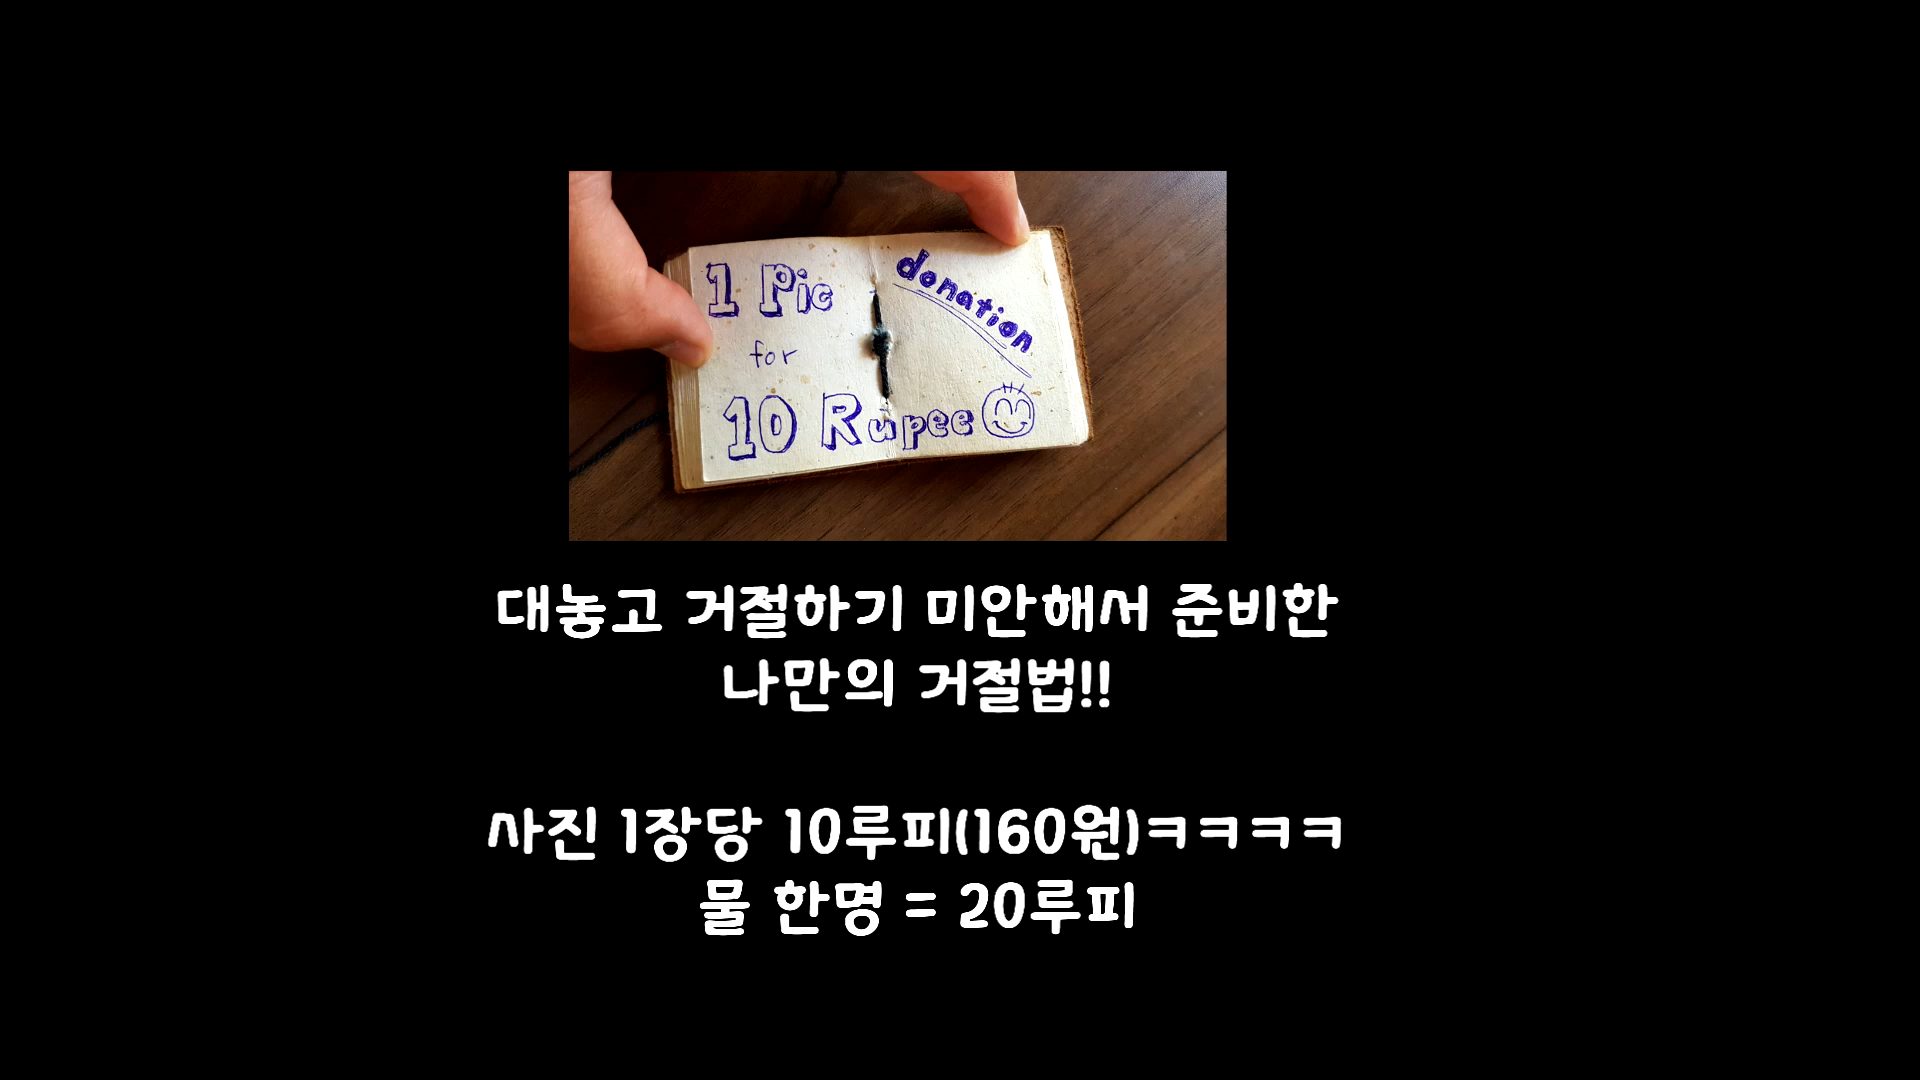 1 Pic
for
10 Rupee
donation
대놓고 거절하기 미안해서 준비한
나만의 거절법!!
사진 1장당 10루피(160원)ㅋㅋㅋㅋ
물 한명 = 20루피